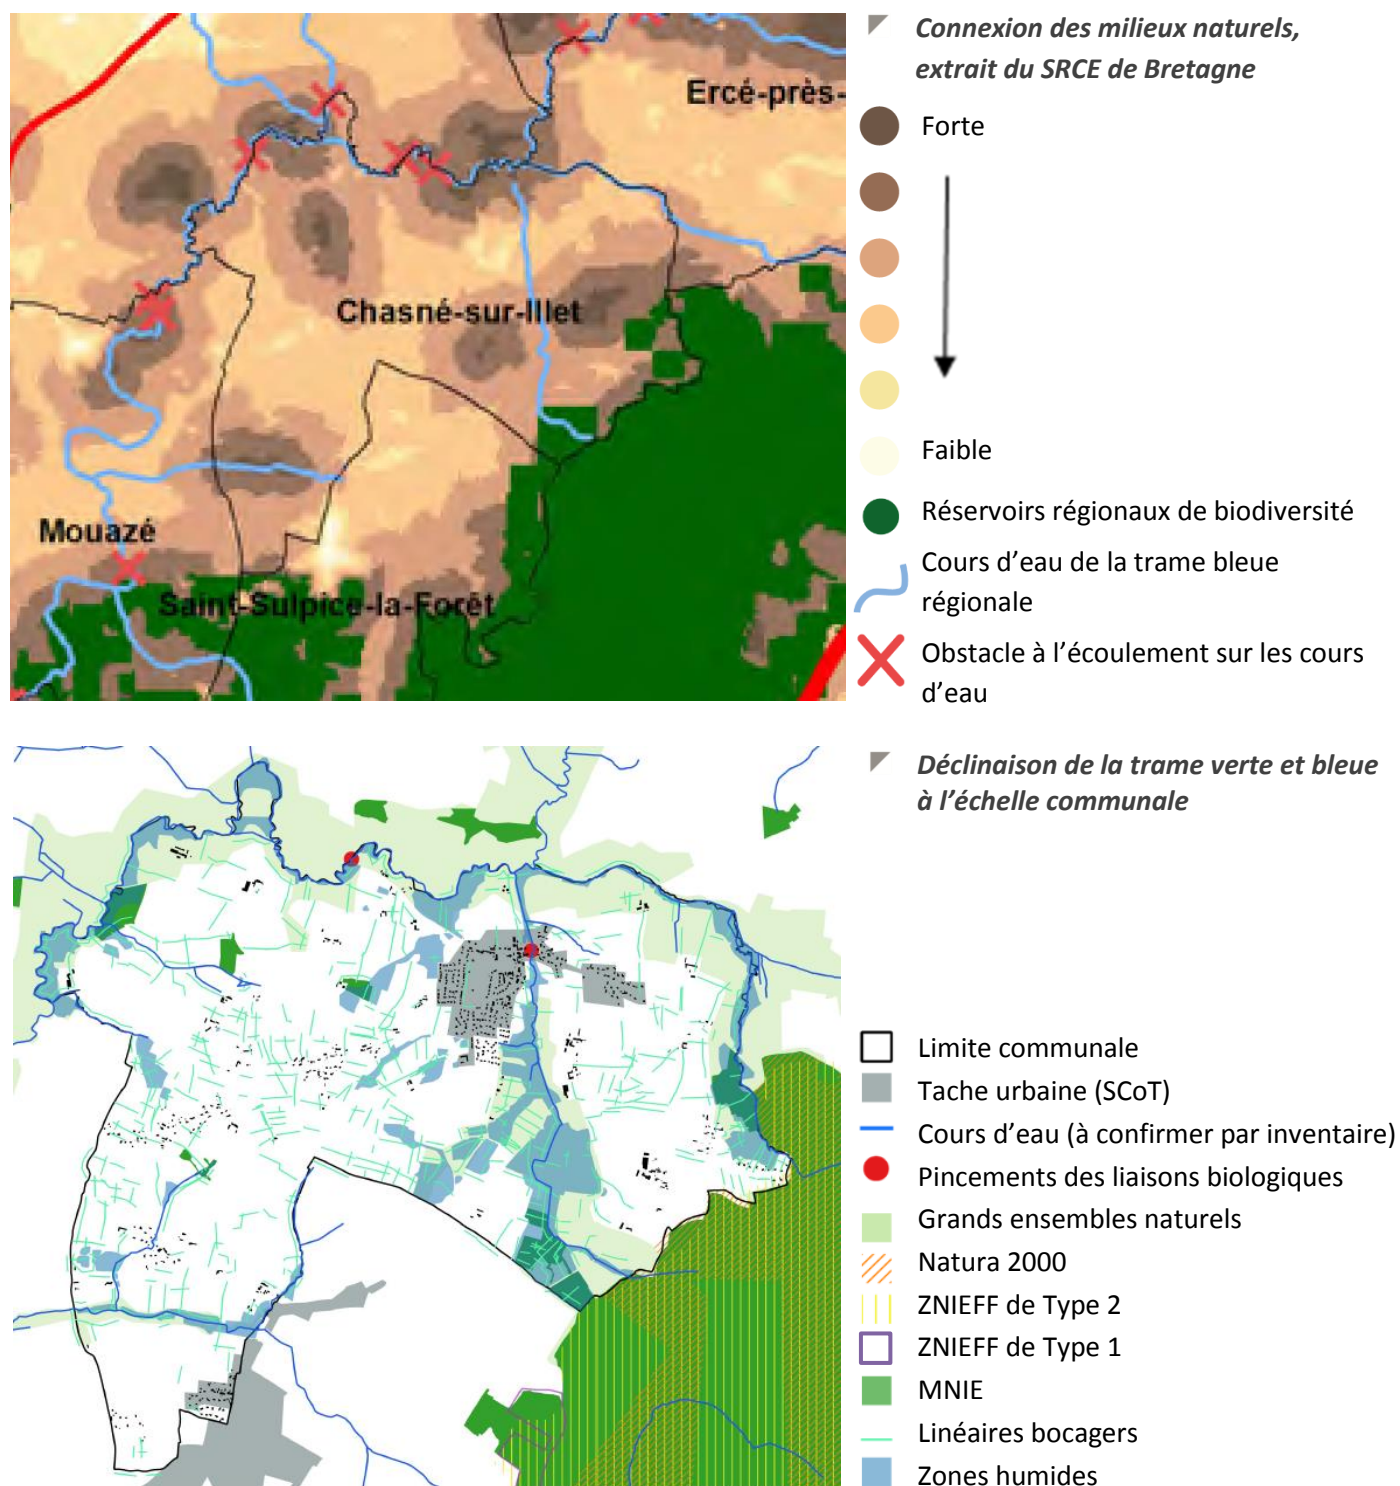 Connexion des milieux naturels,
extrait du SRCE de Bretagne
Ercé-près-
Forte
Chasné-sur-Illet
Faible
Mouazé
Réservoirs régionaux de biodiversité
Cours d'eau de la trame bleue
régionale
Saint-Sulpice-la-Forêt
Obstacle à l'écoulement sur les cours
d'eau
Déclinaison de la trame verte et bleue
à l'échelle communale
Limite communale
Tache urbaine (SCoT)
Cours d'eau (à confirmer par inventaire)
Pincements des liaisons biologiques
Grands ensembles naturels
Natura 2000
ZNIEFF de Type 2
ZNIEFF de Type 1
MNIE
Linéaires bocagers
Zones humides